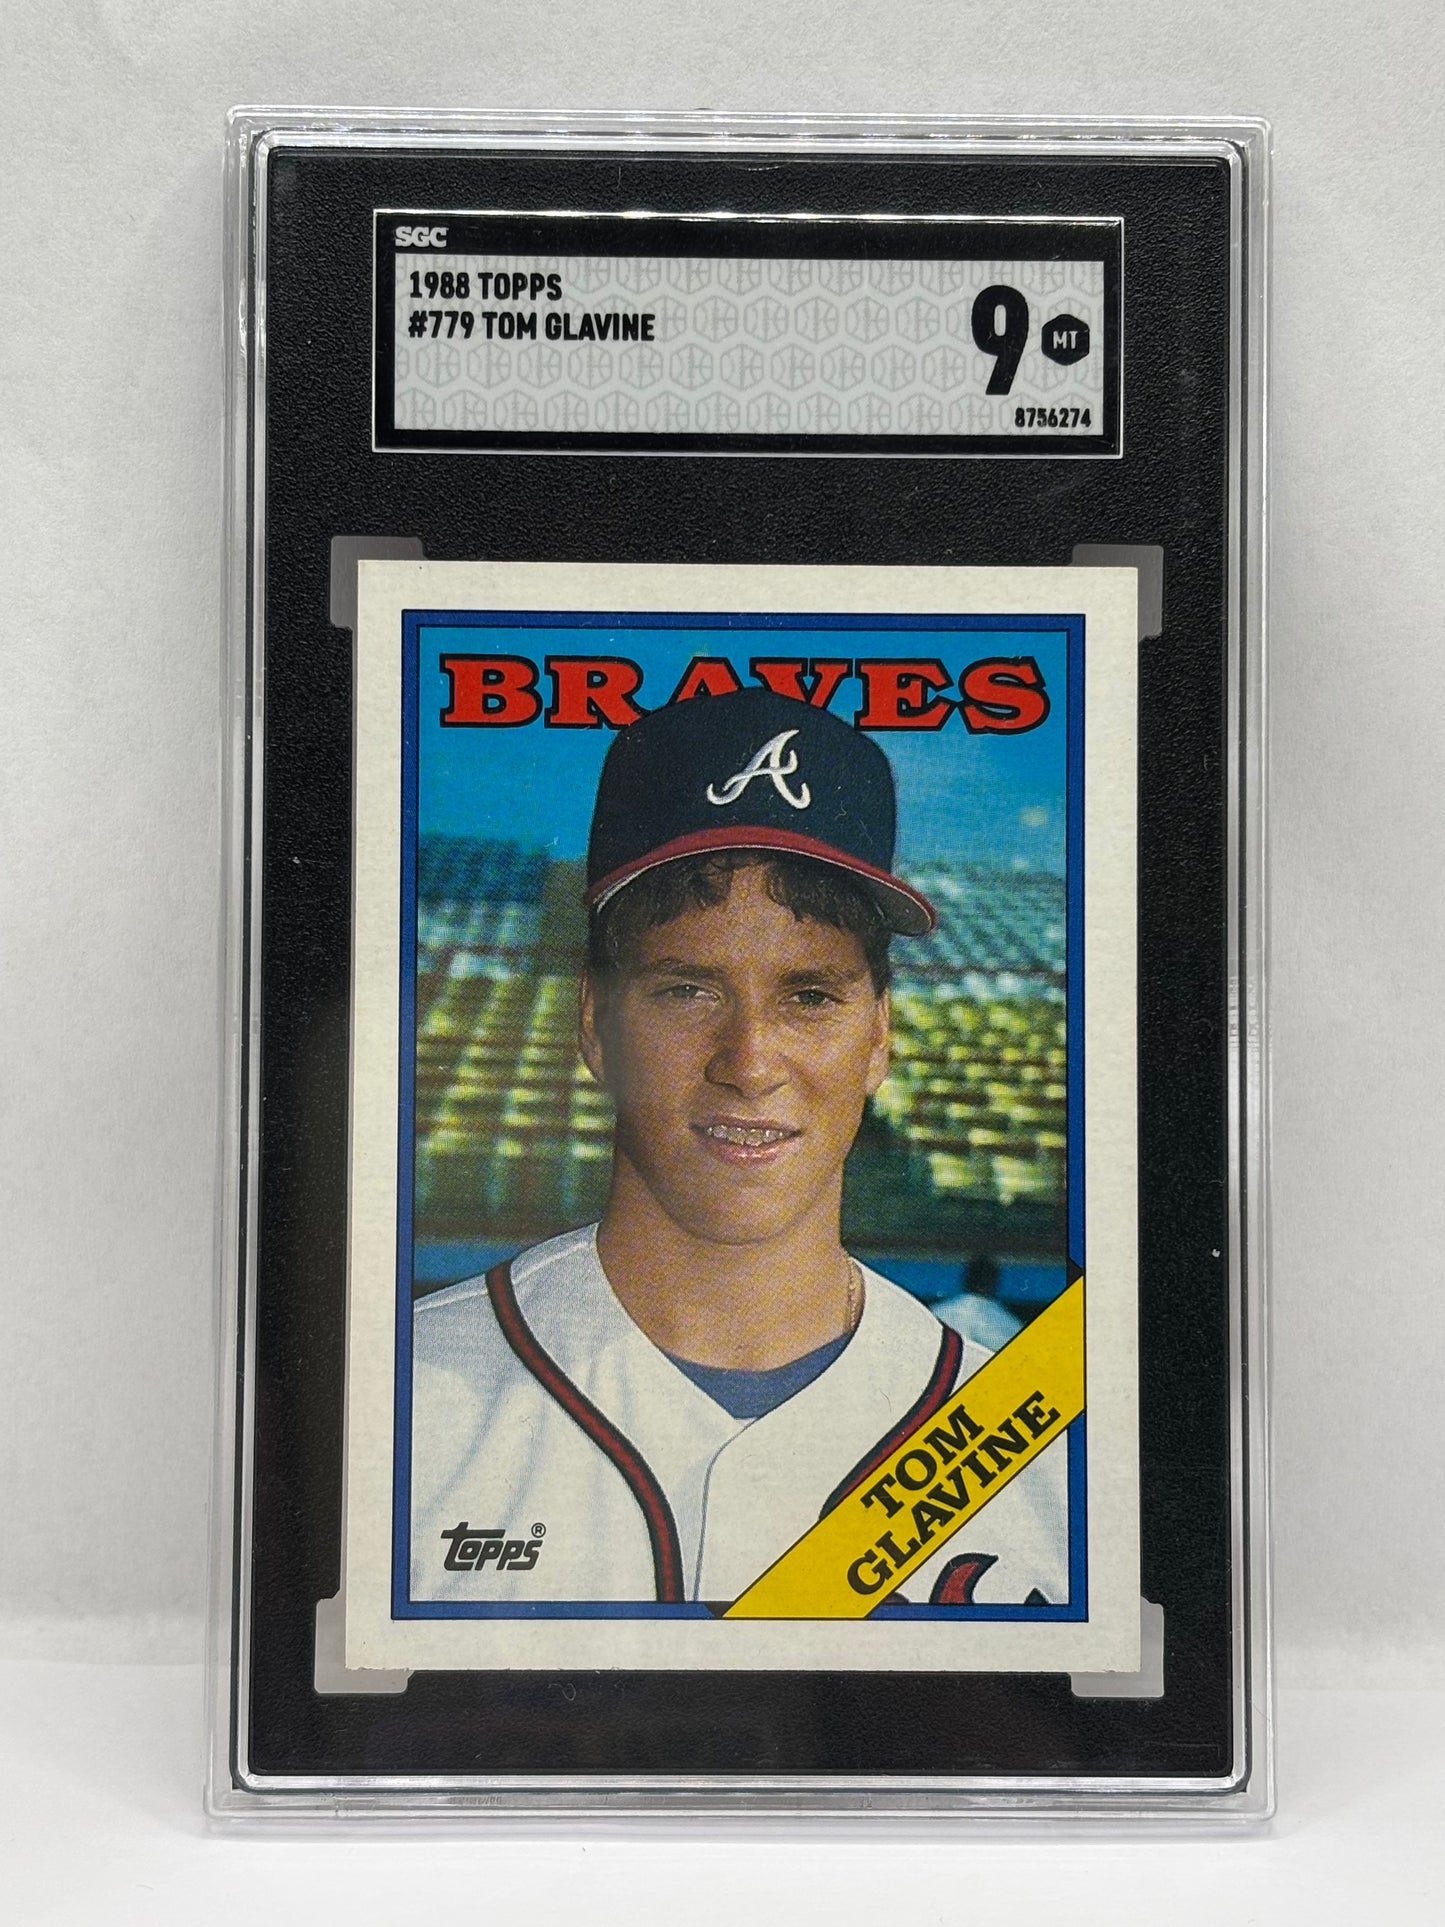 SGC
1988 TOPPS
#779 TOM GLAVINE
9 MT
8756274
BRAVES
A
TOM
GLAVINE
TOPPS®